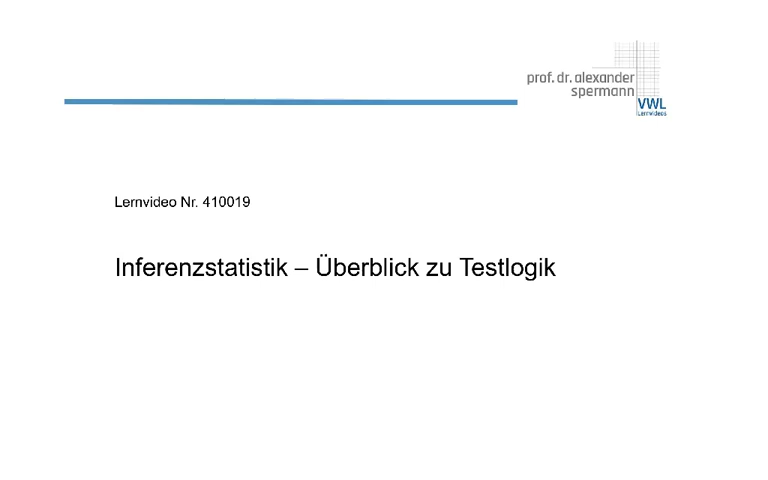 prof. dr. alexander
spermann
VWL
Lernvideos
Lernvideo Nr. 410019
Inferenzstatistik – Überblick zu Testlogik